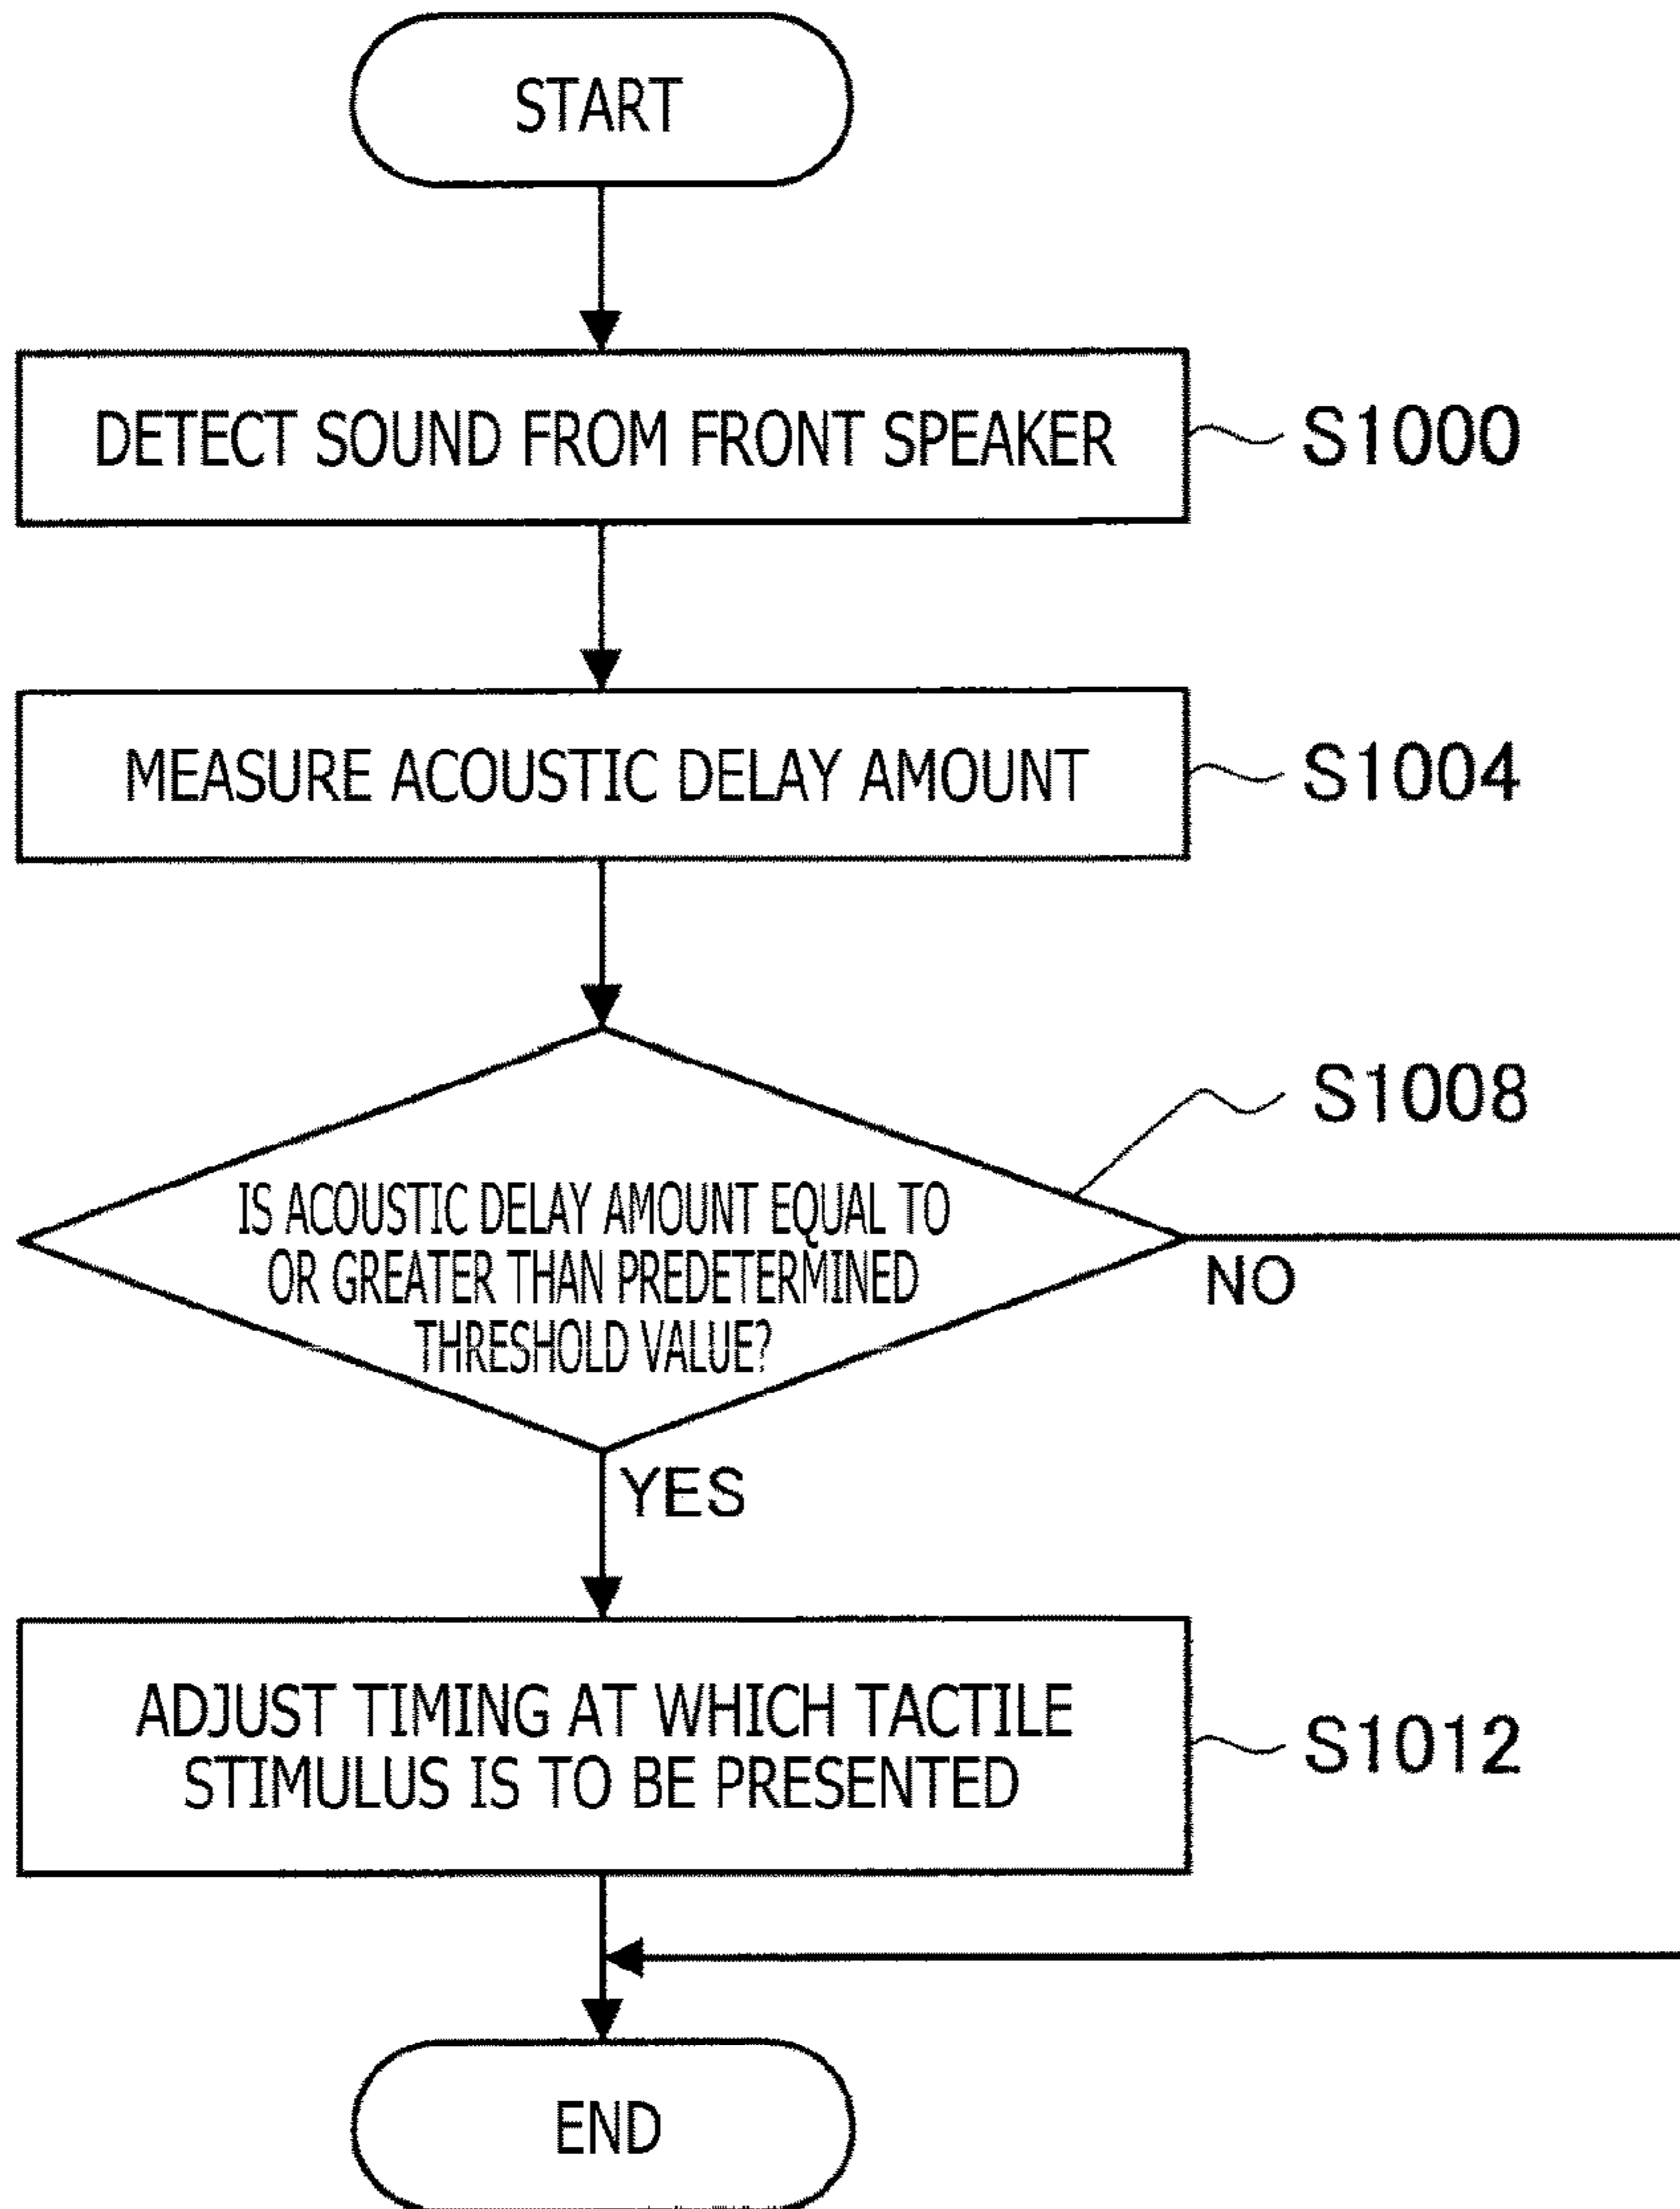 START
DETECT SOUND FROM FRONT SPEAKER
S1000
MEASURE ACOUSTIC DELAY AMOUNT
S1004
S1008
IS ACOUSTIC DELAY AMOUNT EQUAL TO
OR GREATER THAN PREDETERMINED
THRESHOLD VALUE?
NO
YES
ADJUST TIMING AT WHICH TACTILE
STIMULUS IS TO BE PRESENTED
S1012
END